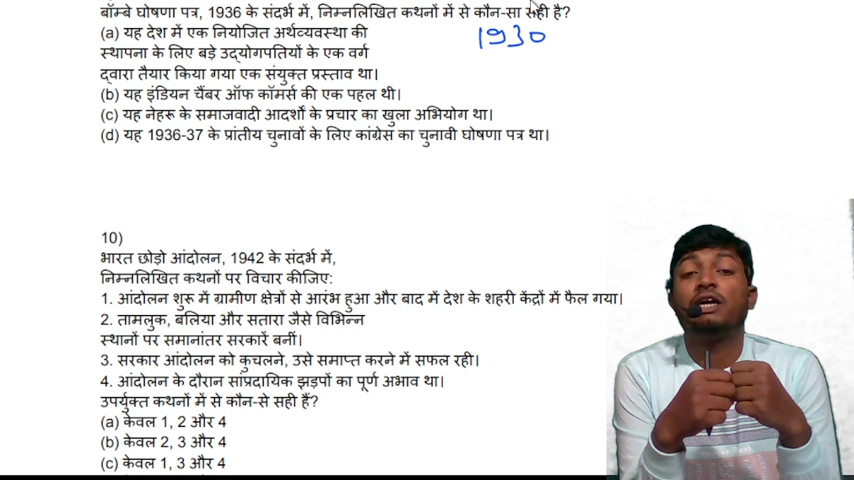 बॉम्बे घोषणा पत्र, 1936 के संदर्भ में, निम्नलिखित कथनों में से कौन-सा सही है?
(a) यह देश में एक नियोजित अर्थव्यवस्था की
1930
स्थापना के लिए बड़े उद्योगपतियों के एक वर्ग
द्वारा तैयार किया गया एक संयुक्त प्रस्ताव था।
(b) यह इंडियन चैंबर ऑफ कॉमर्स की एक पहल थी।
(c) यह नेहरू के समाजवादी आदर्शों के प्रचार का खुला अभियोग था।
(d) यह 1936-37 के प्रांतीय चुनावों के लिए कांग्रेस का चुनावी घोषणा पत्र था।
10)
भारत छोड़ो आंदोलन, 1942 के संदर्भ में,
निम्नलिखित कथनों पर विचार कीजिए:
1. आंदोलन शुरू में ग्रामीण क्षेत्रों से आरंभ हुआ और बाद में देश के शहरी केंद्रों में फैल गया।
2. तामलुक, बलिया और सतारा जैसे विभिन्न
स्थानों पर समानांतर सरकारें बनीं।
3. सरकार आंदोलन को कुचलने, उसे समाप्त करने में सफल रही।
4. आंदोलन के दौरान सांप्रदायिक झड़पों का पूर्ण अभाव था।
उपर्युक्त कथनों में से कौन-से सही हैं?
(a) केवल 1, 2 और 4
(b) केवल 2, 3 और 4
(c) केवल 1, 3 और 4